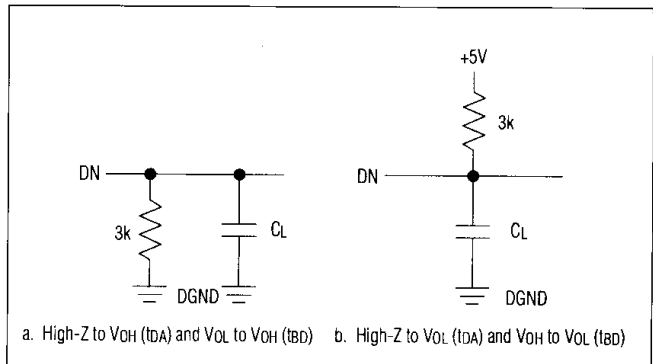 +5V
3k
DN
DN
3k
CL
CL
DGND
DGND
a. High-Z to VOH (tDA) and VOL to VOH (tBD)
b. High-Z to VOL (tDA) and VOH to VOL (tBD)